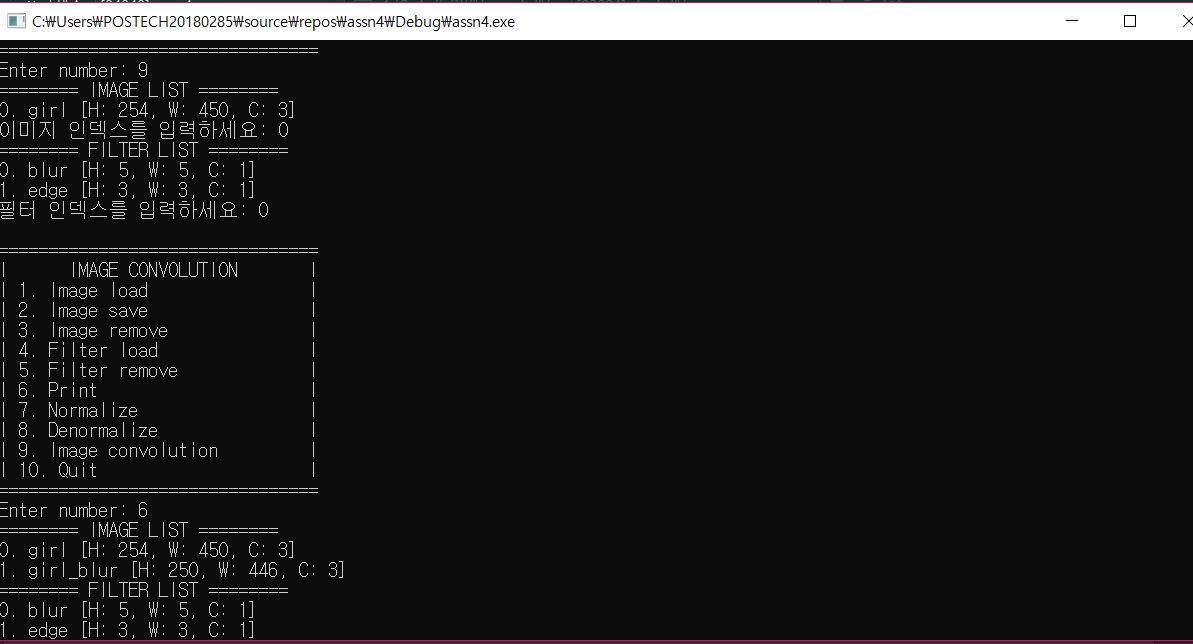 C:₩Users₩POSTECH20180285₩source₩repos₩assn4₩Debug₩assn4.exe
================================
Enter number: 9
======== IMAGE LIST ========
0. girl [H: 254, W: 450, C: 3]
이미지 인덱스를 입력하세요: 0
======== FILTER LIST ========
0. blur [H: 5, W: 5, C: 1]
1. edge [H: 3, W: 3, C: 1]
필터 인덱스를 입력하세요: 0
================================
| IMAGE CONVOLUTION |
| 1. Image load |
| 2. Image save |
| 3. Image remove |
| 4. Filter load |
| 5. Filter remove |
| 6. Print |
| 7. Normalize |
| 8. Denormalize |
| 9. Image convolution |
| 10. Quit |
================================
Enter number: 6
======== IMAGE LIST ========
0. girl [H: 254, W: 450, C: 3]
1. girl_blur [H: 250, W: 446, C: 3]
======== FILTER LIST ========
0. blur [H: 5, W: 5, C: 1]
1. edge [H: 3, W: 3, C: 1]